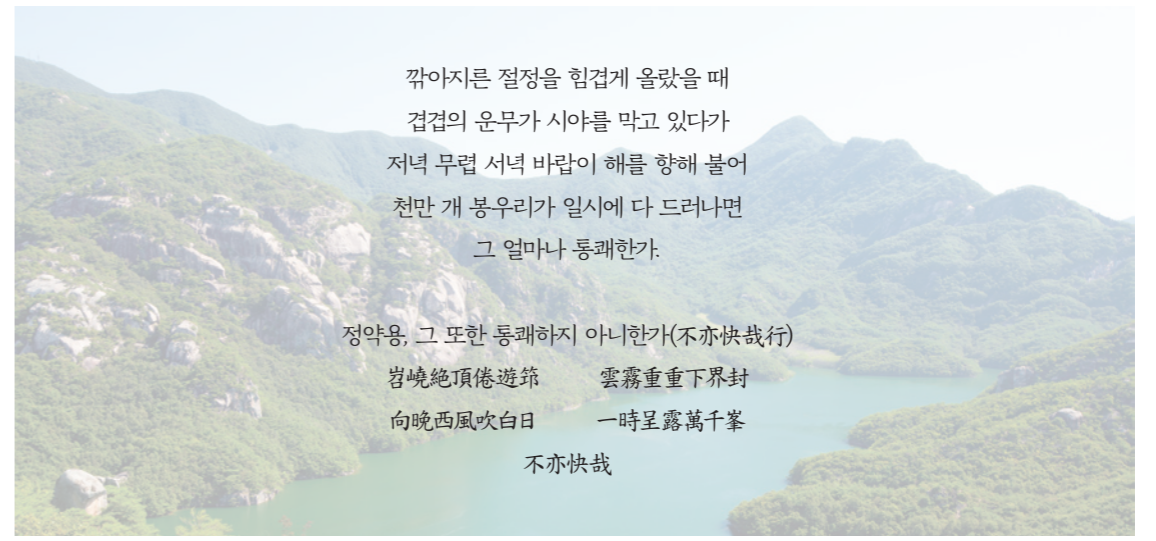 깎아지른 절정을 힘겹게 올랐을 때
겹겹의 운무가 시야를 막고 있다가
저녁 무렵 서녘 바람이 해를 향해 불어
천만 개 봉우리가 일시에 다 드러나면
그 얼마나 통쾌한가.
정약용, 그 또한 통쾌하지 아니한가(不亦快哉行)
岧嶢絶頂倦遊筇 雲霧重重下界封
向晩西風吹白日 一時呈露萬千峯
不亦快哉